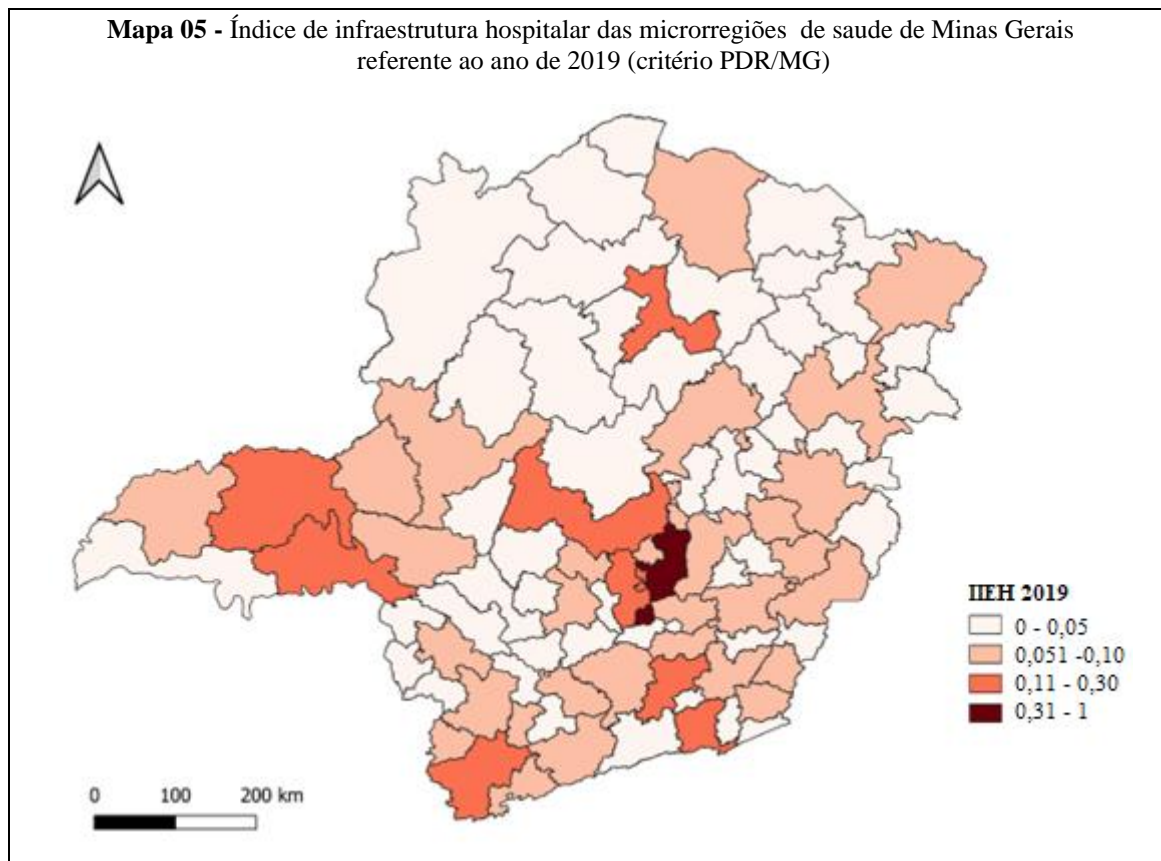 Mapa 05 - Índice de infraestrutura hospitalar das microrregiões de saude de Minas Gerais
referente ao ano de 2019 (critério PDR/MG)
IIEH 2019
0 - 0,05
0,051 -0,10
0,11 - 0,30
0,31 - 1
0 100 200 km